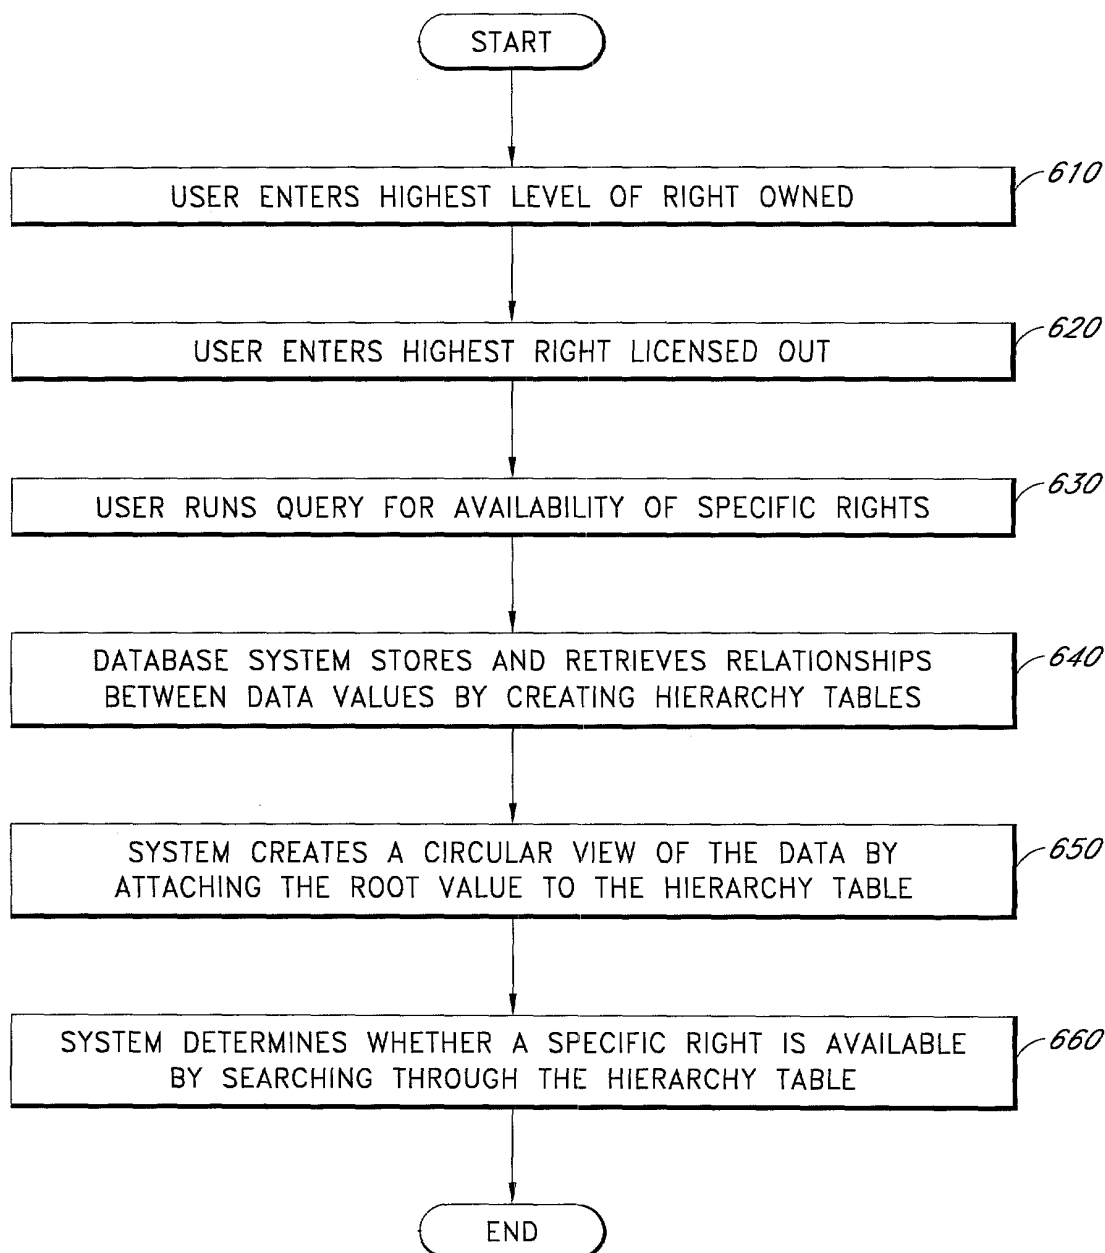 START
USER ENTERS HIGHEST LEVEL OF RIGHT OWNED
610
USER ENTERS HIGHEST RIGHT LICENSED OUT
620
USER RUNS QUERY FOR AVAILABILITY OF SPECIFIC RIGHTS
630
DATABASE SYSTEM STORES AND RETRIEVES RELATIONSHIPS
BETWEEN DATA VALUES BY CREATING HIERARCHY TABLES
640
SYSTEM CREATES A CIRCULAR VIEW OF THE DATA BY
ATTACHING THE ROOT VALUE TO THE HIERARCHY TABLE
650
SYSTEM DETERMINES WHETHER A SPECIFIC RIGHT IS AVAILABLE
BY SEARCHING THROUGH THE HIERARCHY TABLE
660
END